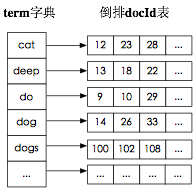 term字典 倒排docId表
cat 12 23 28 ...
deep 13 18 22 ...
do 9 10 29 ...
dog 14 26 33 ...
dogs 100 102 108 ...
... ... ... ... ...